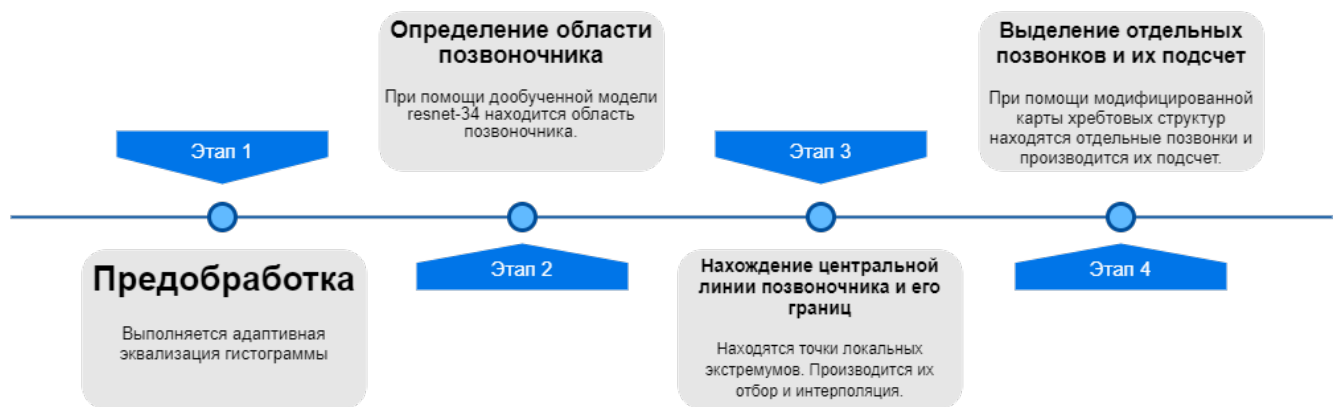 Этап 1
Предобработка
Выполняется адаптивная
эквализация гистограммы
Определение области
позвоночника
При помощи дообученной модели
resnet-34 находится область
позвоночника.
Этап 2
Этап 3
Нахождение центральной
линии позвоночника и его
границ
Находятся точки локальных
экстремумов. Производится их
отбор и интерполяция.
Выделение отдельных
позвонков и их подсчет
При помощи модифицированной
карты хребтовых структур
находятся отдельные позвонки и
производится их подсчет.
Этап 4